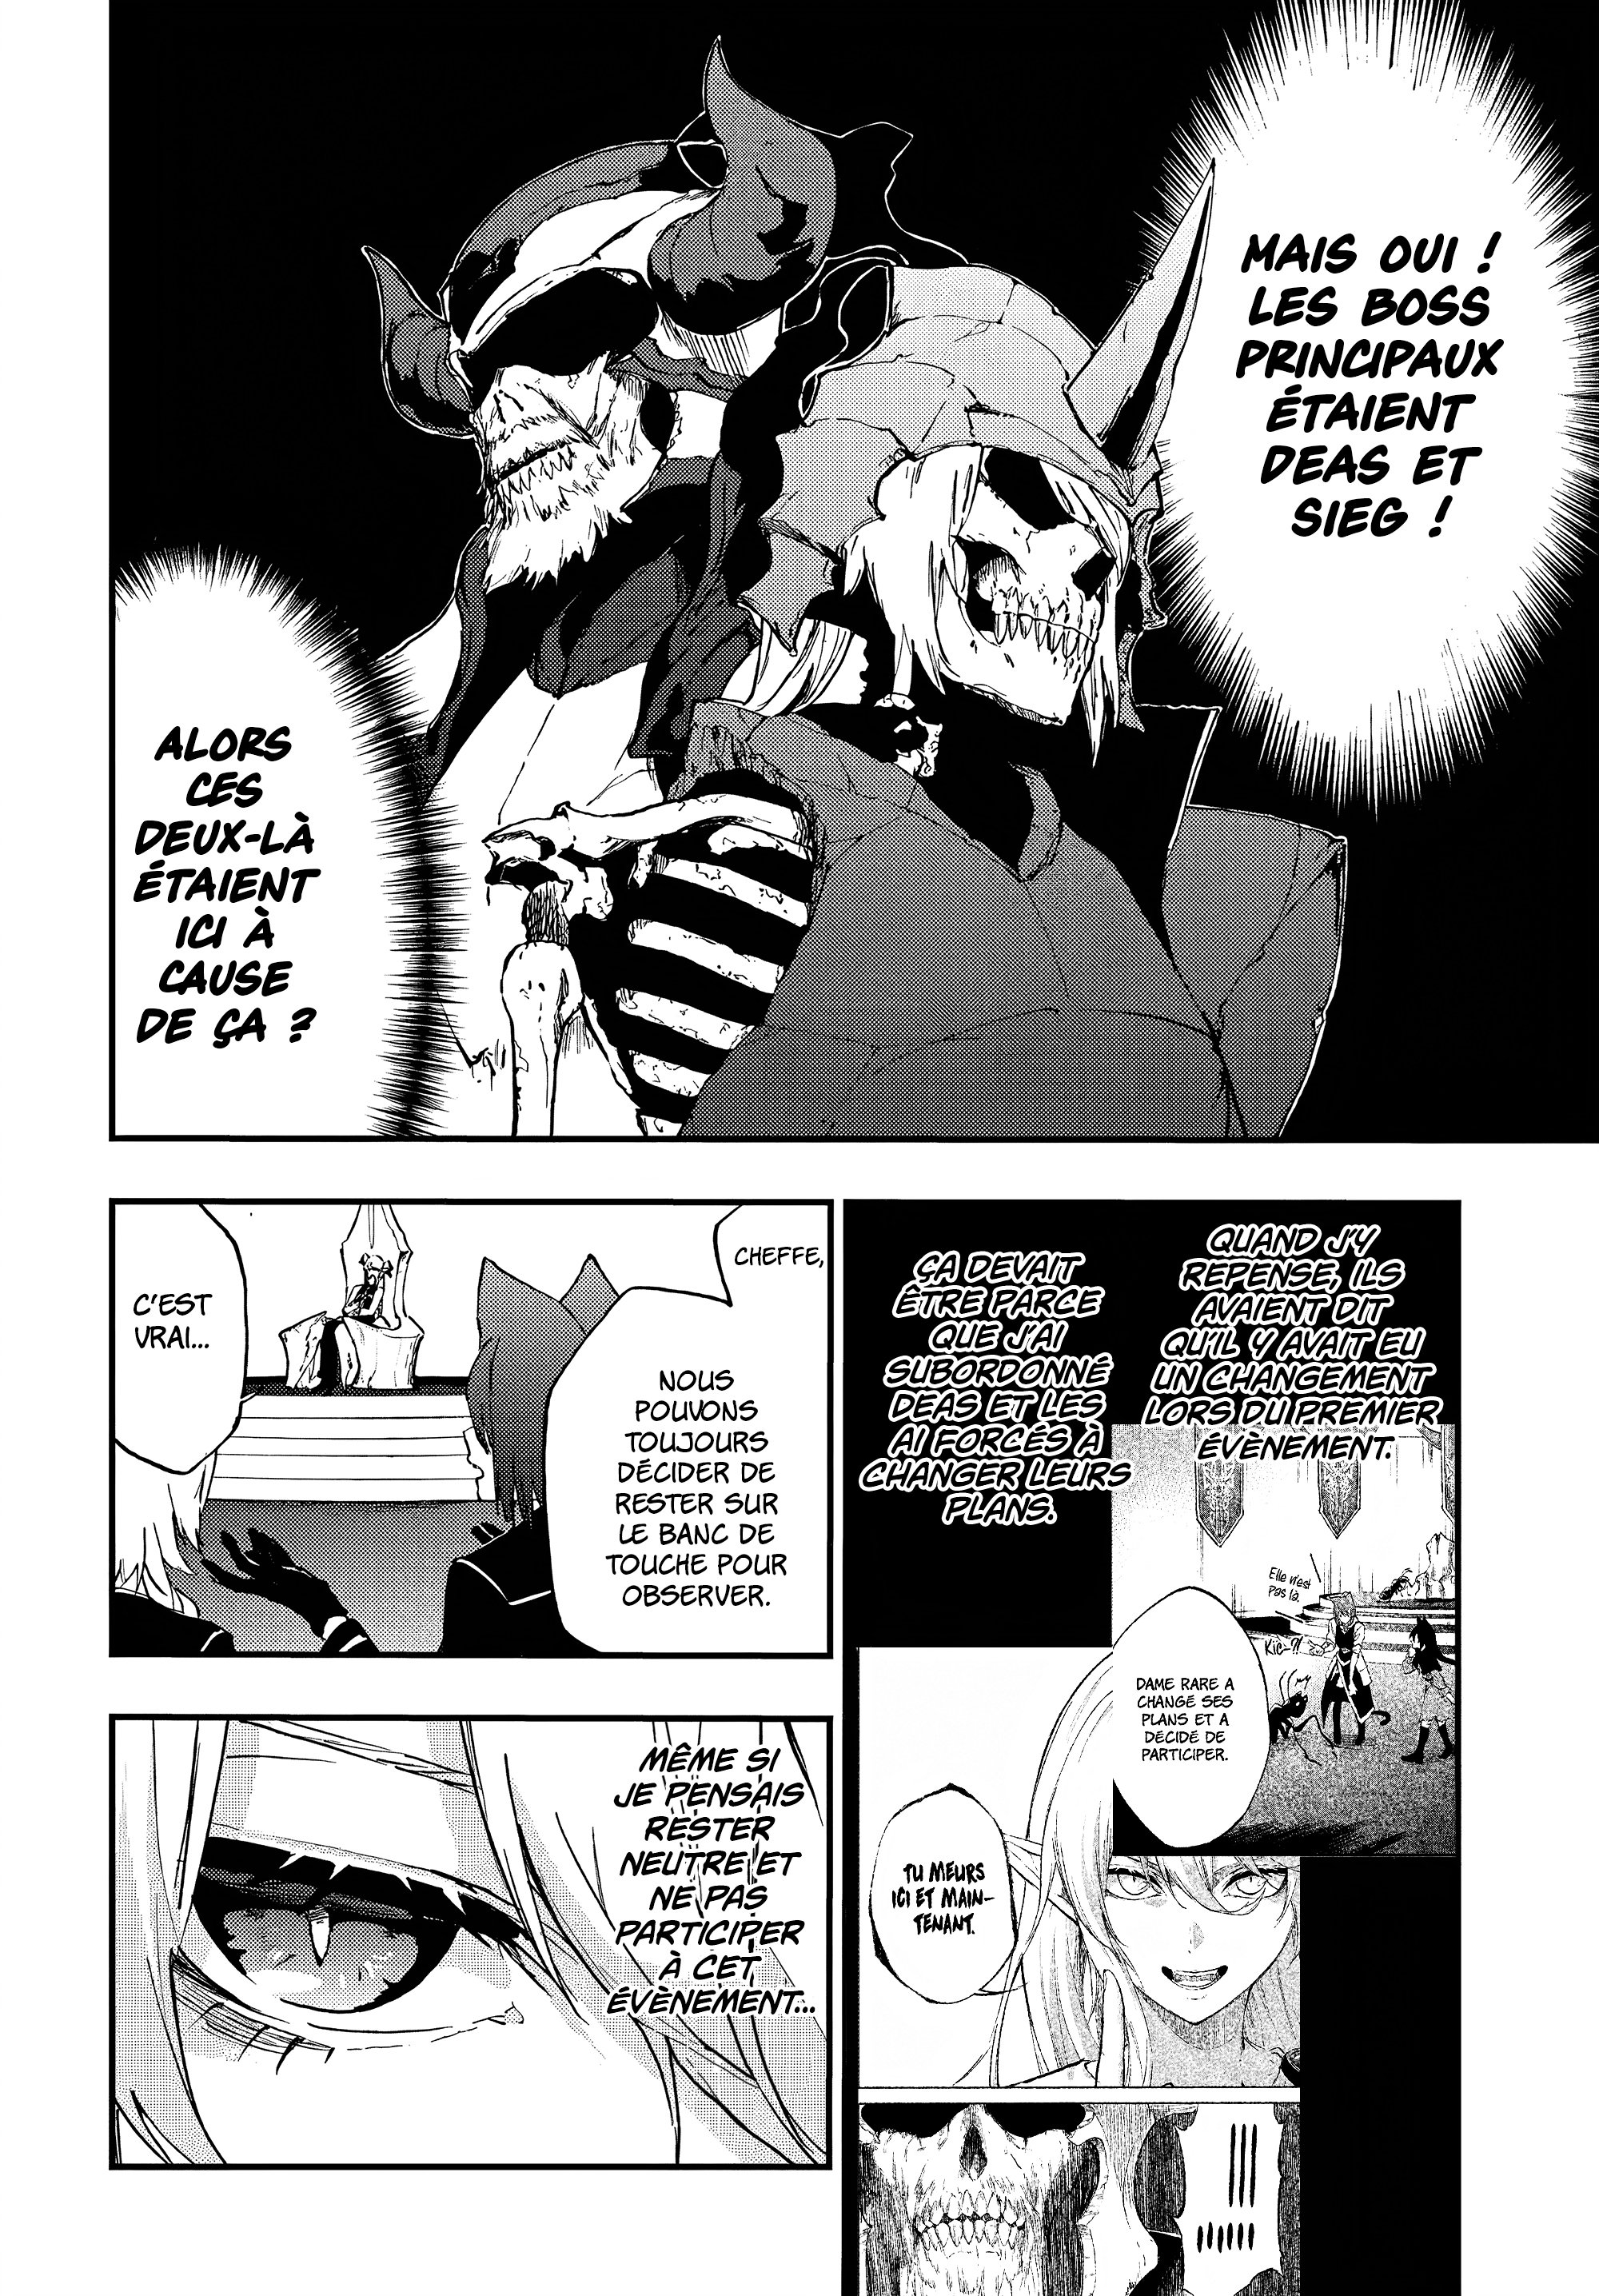 MAIS OUI !
LES BOSS
PRINCIPAUX
ÉTAIENT
DEAS ET
SIEG !
ALORS
CES
DEUX-LÀ
ÉTAIENT
ICI À
CAUSE
DE ÇA ?
QUAND J'Y
REPENSE, ILS
AVAIENT DIT
QU'IL Y AVAIT EU
UN CHANGEMENT
LORS DU PREMIER
ÉVÈNEMENT.
ÇA DEVAIT
ÊTRE PARCE
QUE J'AI
SUBORDONNÉ
DEAS ET LES
AI FORCÉS À
CHANGER LEURS
PLANS.
Elle n'est
pas là.
Kic-?!
DAME RARE A
CHANGÉ SES
PLANS ET A
DÉCIDÉ DE
PARTICIPER.
TU MEURS
ICI ET MAIN-
TENANT.
!!!!
!!!
!!!!!!
CHEFFE,
NOUS
POUVONS
TOUJOURS
DÉCIDER DE
RESTER SUR
LE BANC DE
TOUCHE POUR
OBSERVER.
C'EST
VRAI...
MÊME SI
JE PENSAIS
RESTER
NEUTRE ET
NE PAS
PARTICIPER
À CET
ÉVÈNEMENT...